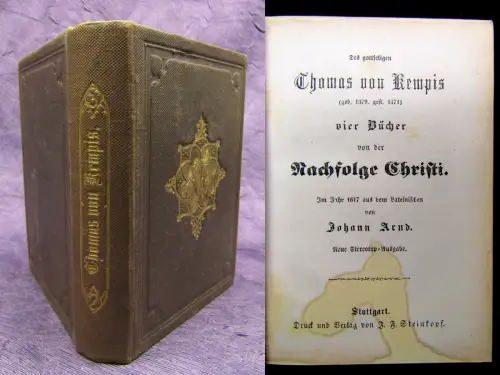 Thomas von Kempis.
Des gottseligen
Thomas von Kempis
(geb. 1379. gest. 1471)
vier Bücher
von der
Nachfolge Christi.
Im Jahr 1617 aus dem Lateinischen
von
Johann Arnd.
Neue Stereotyp-Ausgabe.
Stuttgart.
Druck und Verlag von J. F. Steinkopf.